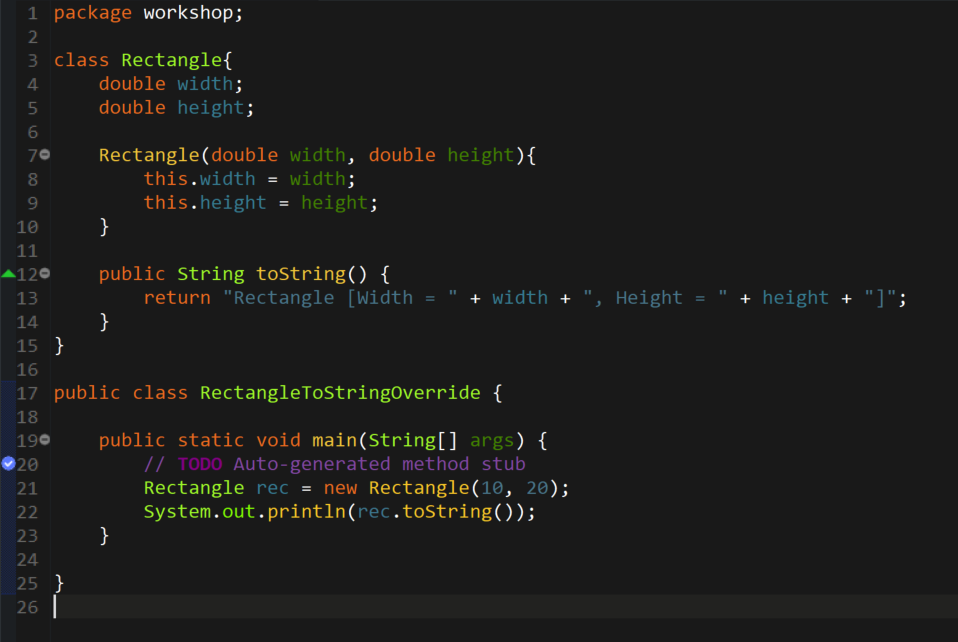 1 package workshop;
2
3 class Rectangle{
4     double width;
5     double height;
6
7     Rectangle(double width, double height){
8         this.width = width;
9         this.height = height;
10     }
11
12     public String toString() {
13         return "Rectangle [Width = " + width + ", Height = " + height + "]";
14     }
15 }
16
17 public class RectangleToStringOverride {
18
19     public static void main(String[] args) {
20         // TODO Auto-generated method stub
21         Rectangle rec = new Rectangle(10, 20);
22         System.out.println(rec.toString());
23     }
24
25 }
26